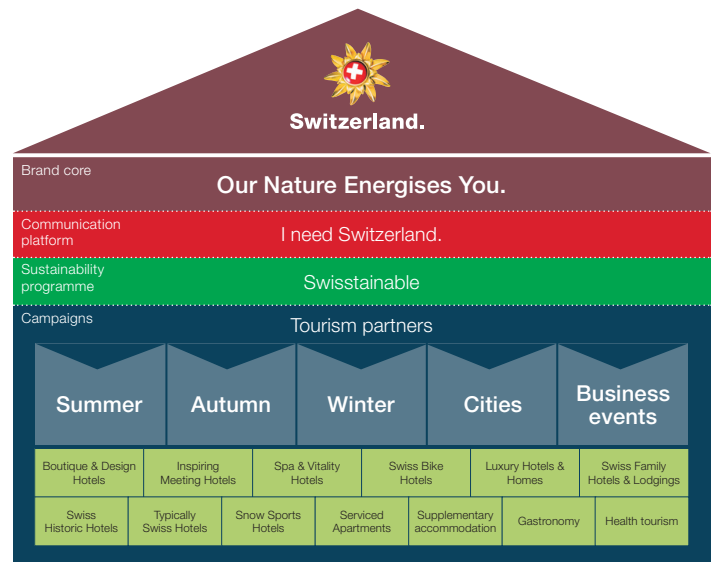 Switzerland.
Brand core
Our Nature Energises You.
Communication
platform
I need Switzerland.
Sustainability
programme
Swisstainable
Campaigns
Tourism partners
Summer
Autumn
Winter
Cities
Business
events
Boutique & Design
Hotels
Inspiring
Meeting Hotels
Spa & Vitality
Hotels
Swiss Bike
Hotels
Luxury Hotels &
Homes
Swiss Family
Hotels & Lodgings
Swiss
Historic Hotels
Typically
Swiss Hotels
Snow Sports
Hotels
Serviced
Apartments
Supplementary
accommodation
Gastronomy
Health tourism